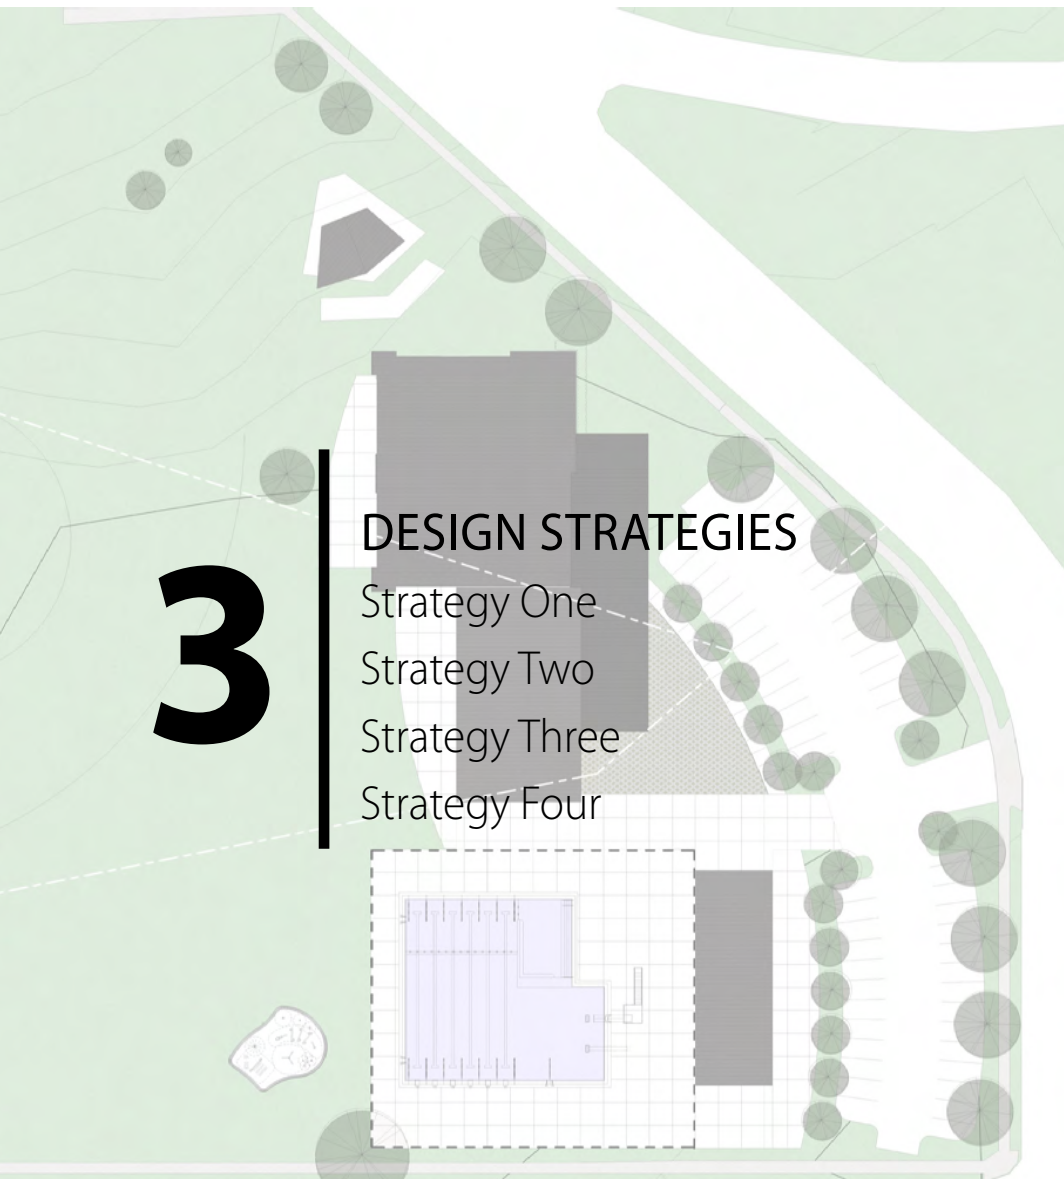 3
DESIGN STRATEGIES
Strategy One
Strategy Two
Strategy Three
Strategy Four